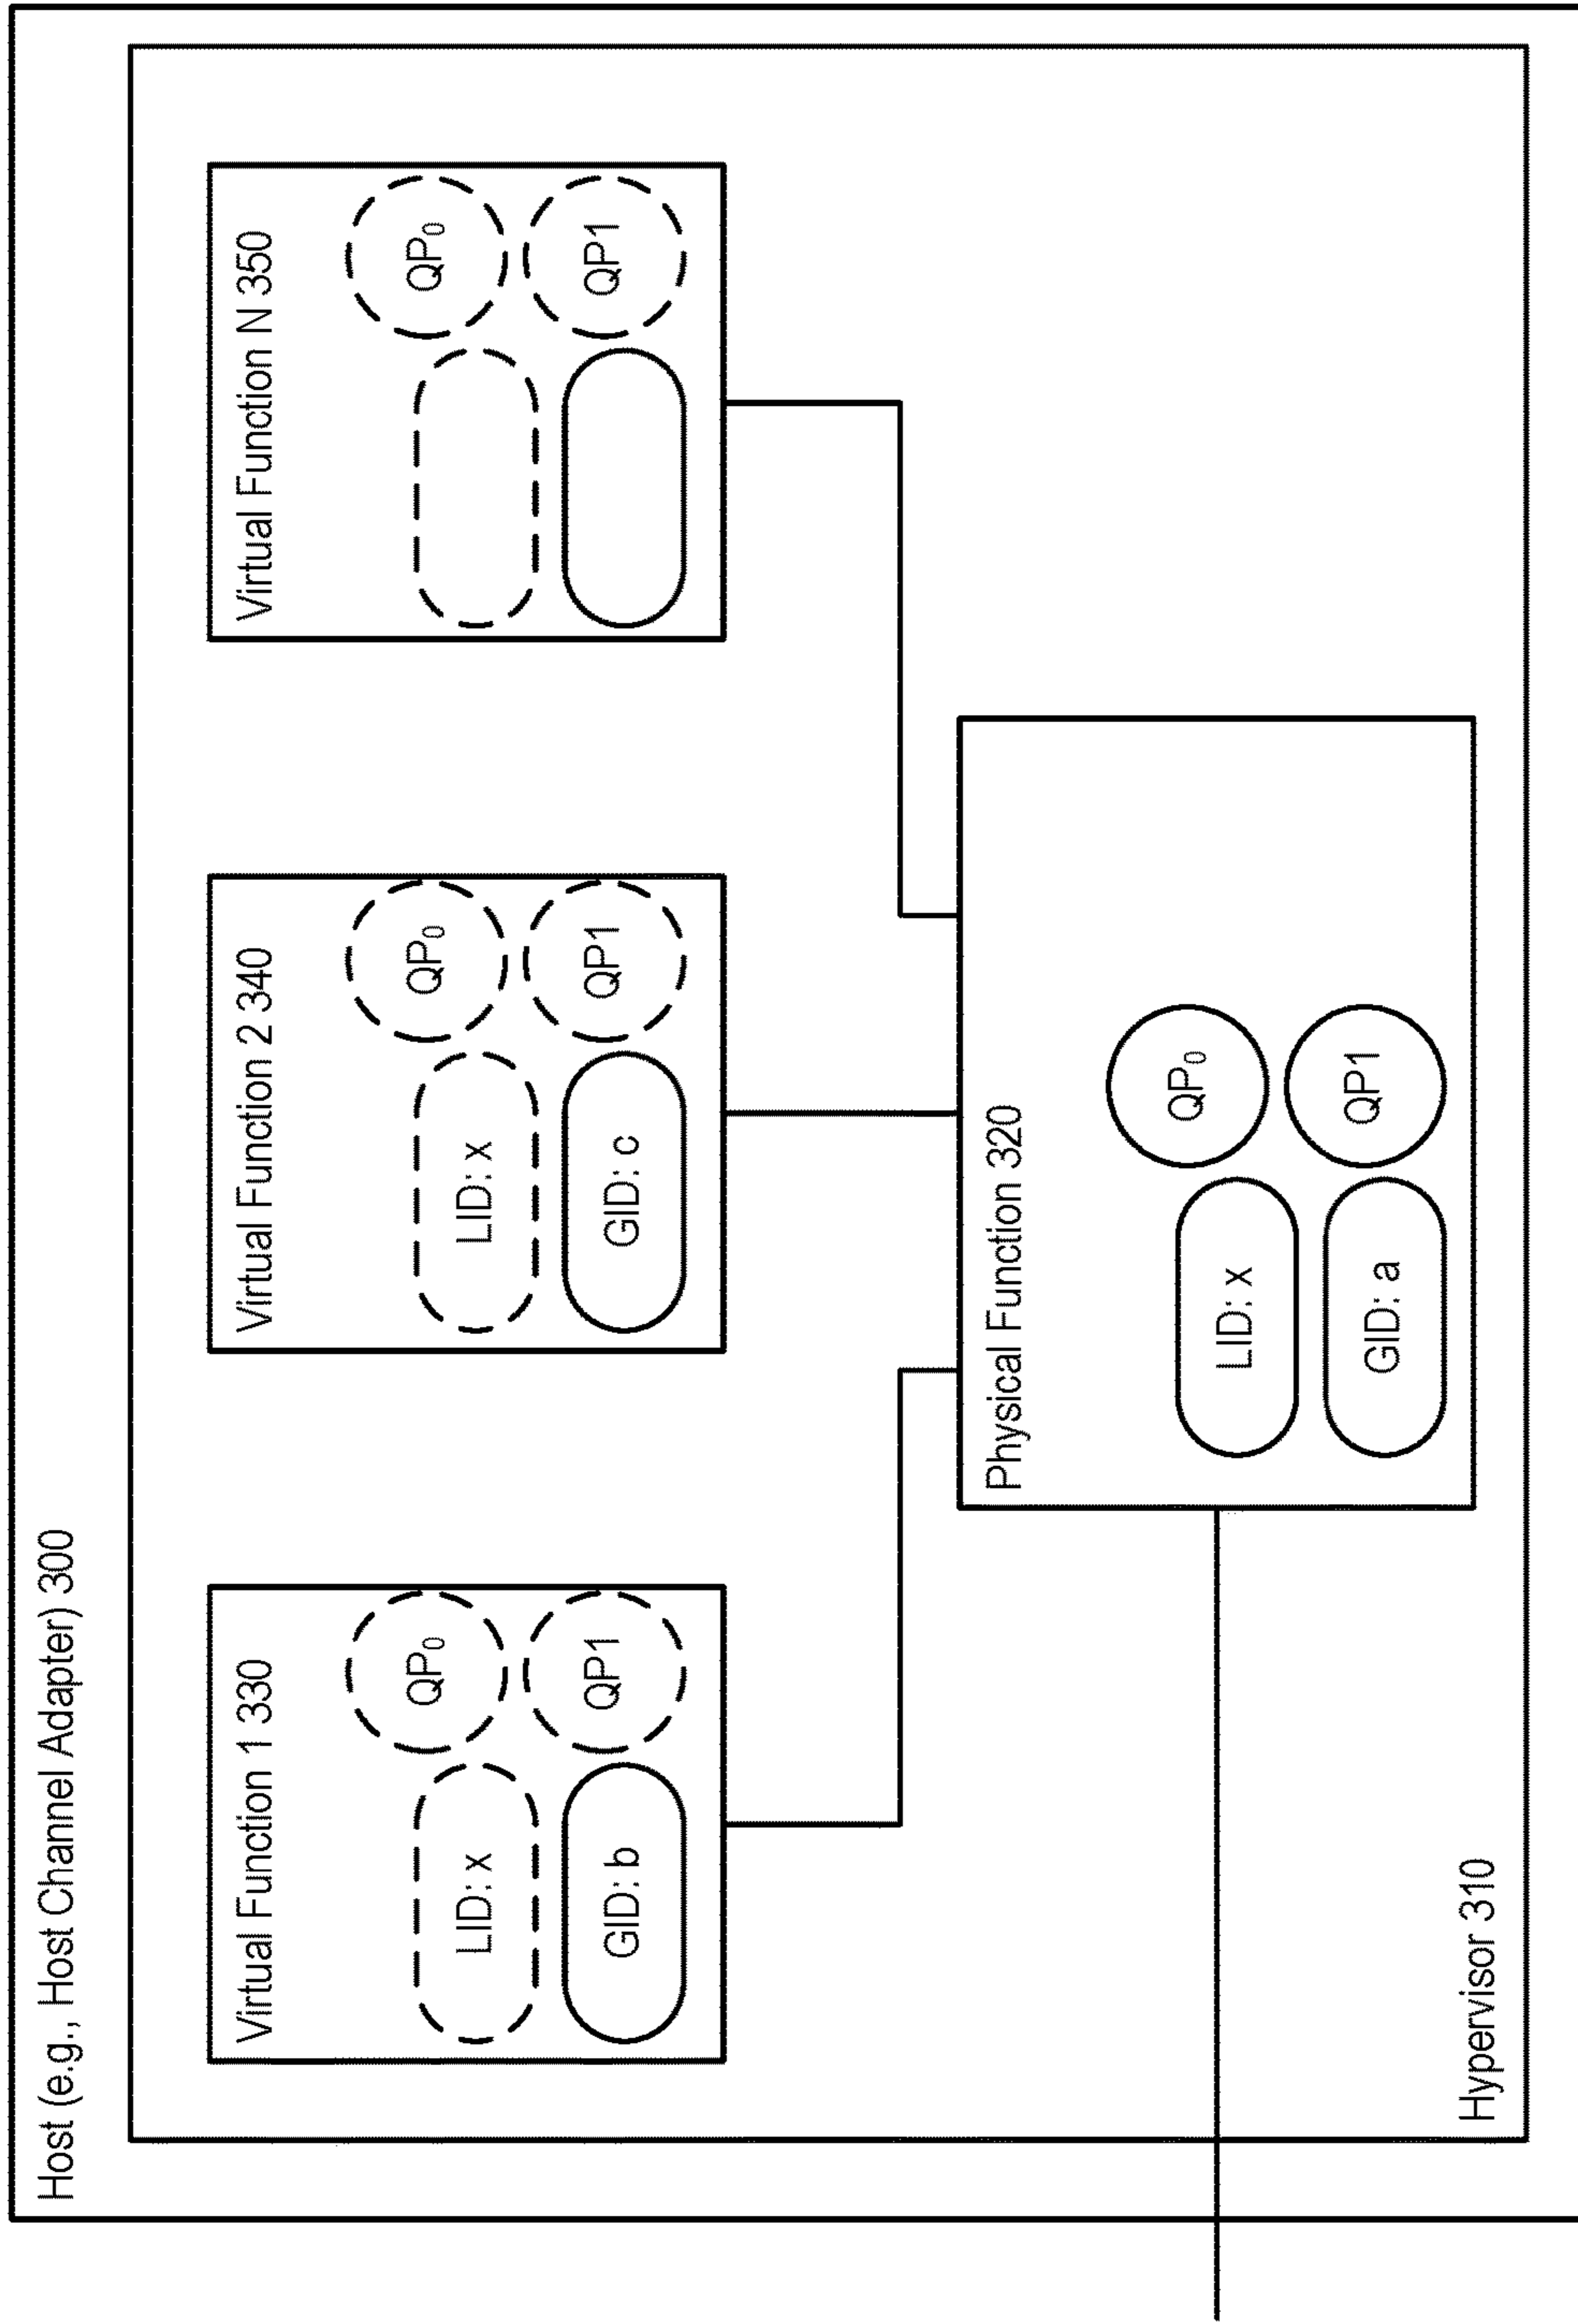 Host (e.g., Host Channel Adapter) 300
Virtual Function 1 330
LID: x
QP0
GID: b
QP1
Virtual Function 2 340
LID: x
QP0
GID: c
QP1
Virtual Function N 350
QP0
QP1
Physical Function 320
LID: x
QP0
GID: a
QP1
Hypervisor 310